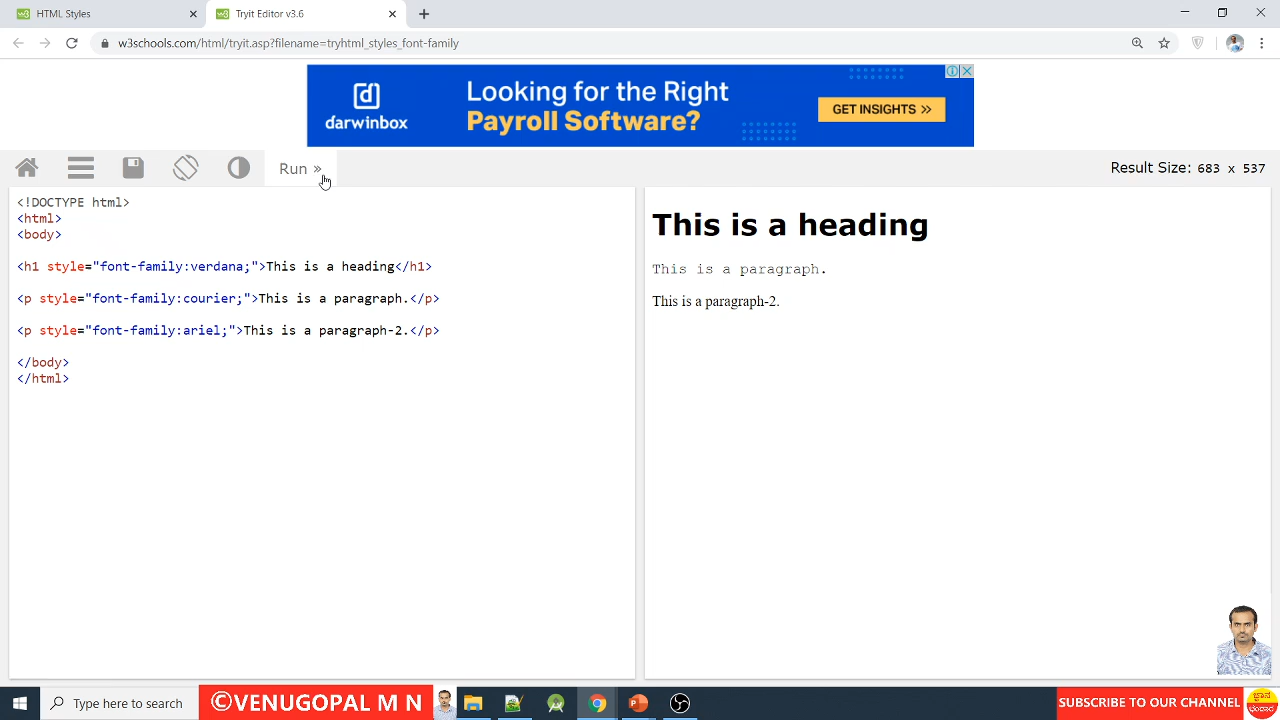 HTML Styles
Tryit Editor v3.6
w3schools.com/html/tryit.asp?filename=tryhtml_styles_font-family
darwinbox
Looking for the Right
Payroll Software?
GET INSIGHTS »
Run »
Result Size: 683 x 537
<!DOCTYPE html>
<html>
<body>
<h1 style="font-family:verdana;">This is a heading</h1>
<p style="font-family:courier;">This is a paragraph.</p>
<p style="font-family:ariel;">This is a paragraph-2.</p>
</body>
</html>
This is a heading
This is a paragraph.
This is a paragraph-2.
Type here to search
©VENUGOPAL M N
SUBSCRIBE TO OUR CHANNEL